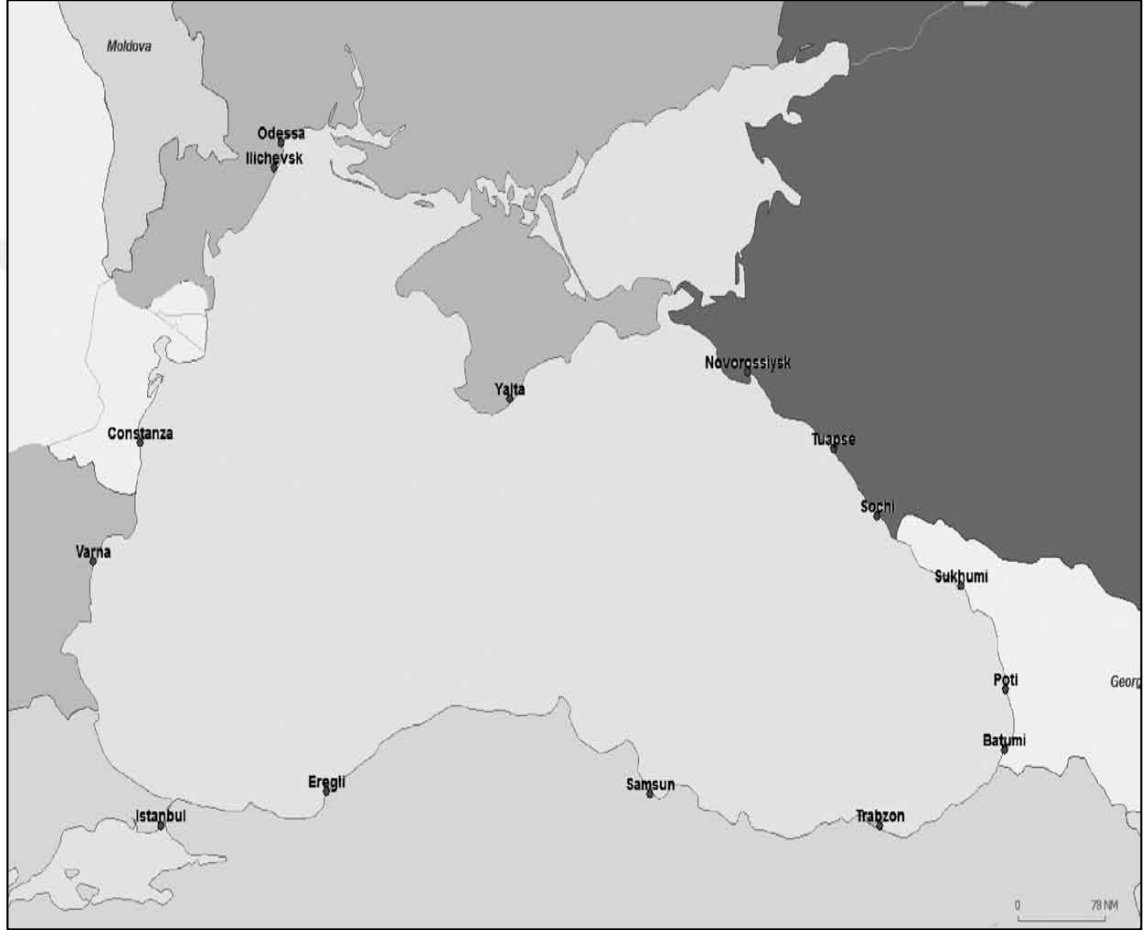 Moldova
Odessa
Ilichevsk
Novorossiysk
Yalta
Constanza
Tuapse
Sochi
Varna
Sukhumi
Poti
Georg
Batumi
Eregli
Samsun
Istanbul
Trabzon
0 78 NM